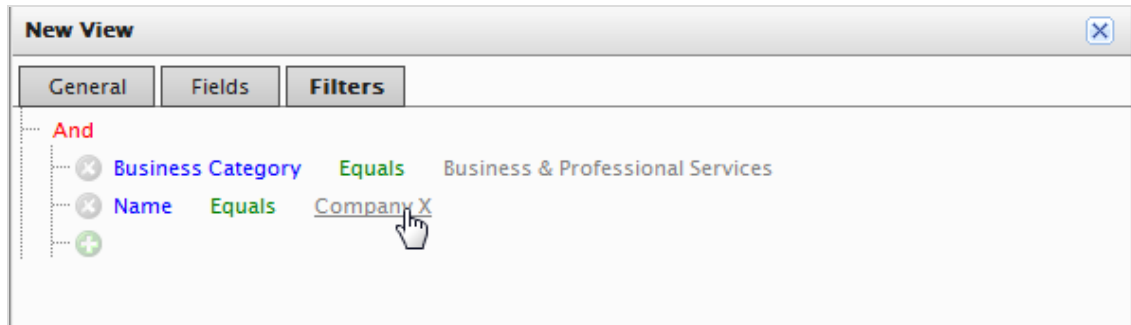 New View
General Fields Filters
And
Business Category Equals Business & Professional Services
Name Equals Company X